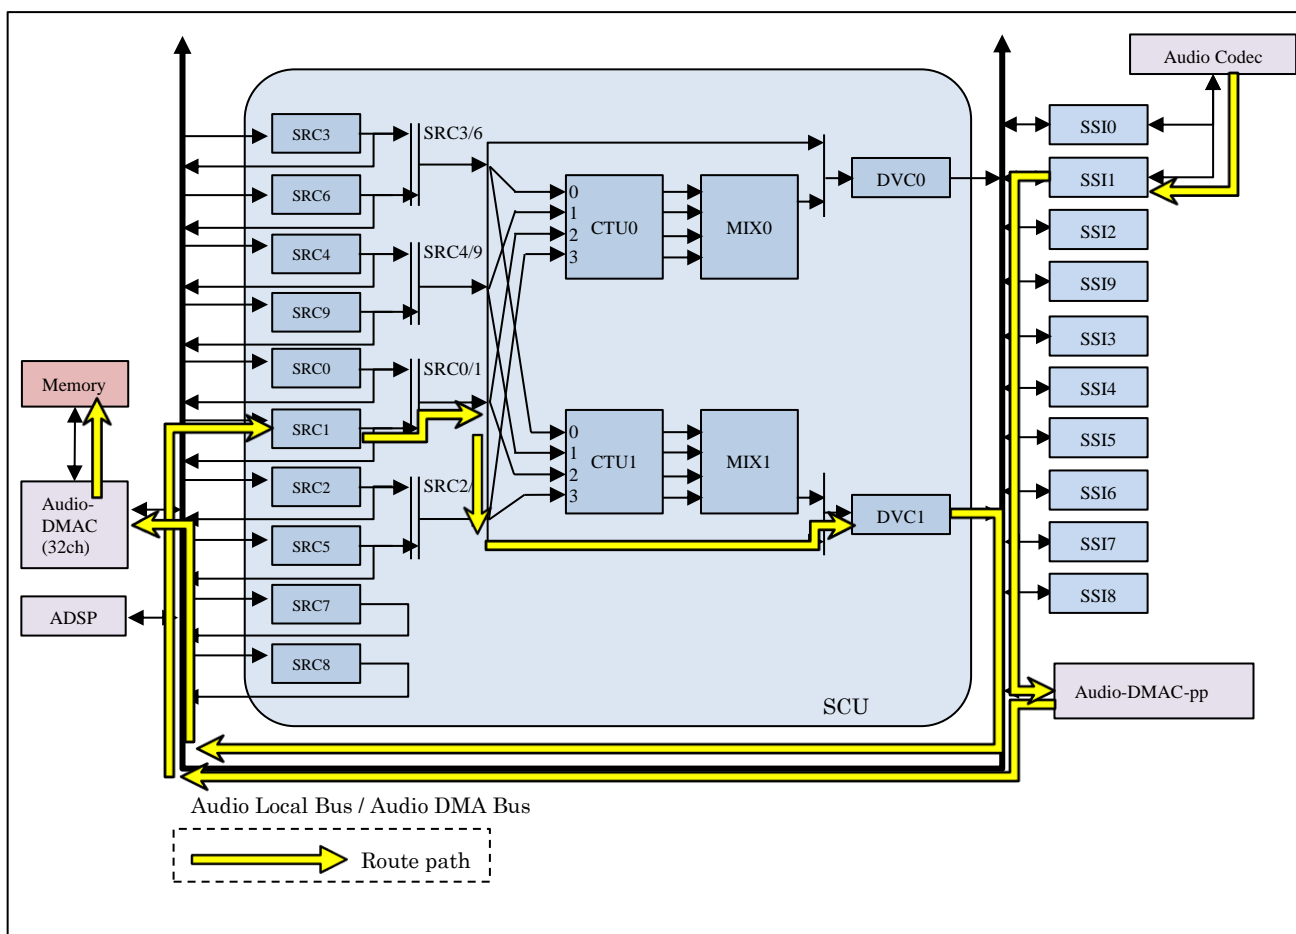 Audio Codec
SRC3
SRC3/6
SSI0
SRC6
DVC0
SSI1
0
1
2
3
CTU0
MIX0
SSI2
SRC4
SRC4/9
SSI9
SRC9
SSI3
SRC0
SRC0/1
Memory
SSI4
SRC1
0
1
2
3
CTU1
MIX1
SSI5
SRC2
SRC2/
SSI6
Audio-
DMAC
(32ch)
DVC1
SRC5
SSI7
SRC7
SSI8
ADSP
SRC8
Audio-DMAC-pp
SCU
Audio Local Bus / Audio DMA Bus
Route path